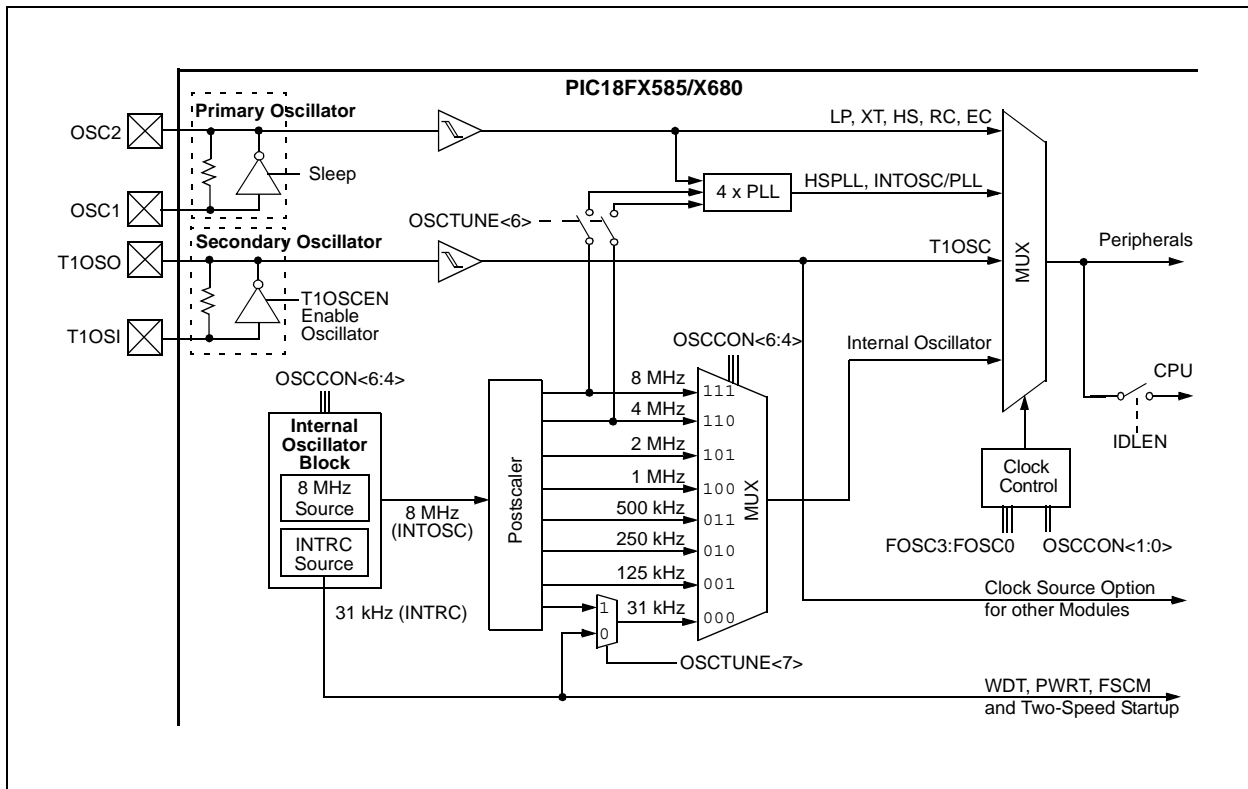 PIC18FX585/X680
Primary Oscillator
OSC2
LP, XT, HS, RC, EC
Sleep
4 x PLL
HSPLL, INTOSC/PLL
OSC1
OSCTUNE<6>
Secondary Oscillator
T1OSO
T1OSC
Peripherals
MUX
T1OSCEN
Enable
Oscillator
T1OSI
OSCCON<6:4>
Internal Oscillator
OSCCON<6:4>
CPU
IDLEN
Internal
Oscillator
Block
8 MHz
Source
INTRC
Source
8 MHz
(INTOSC)
31 kHz (INTRC)
Postscaler
8 MHz
111
4 MHz
110
2 MHz
101
1 MHz
100
500 kHz
011
250 kHz
010
125 kHz
001
1
0
31 kHz
000
MUX
OSCTUNE<7>
Clock
Control
FOSC3:FOSC0
OSCCON<1:0>
Clock Source Option
for other Modules
WDT, PWRT, FSCM
and Two-Speed Startup